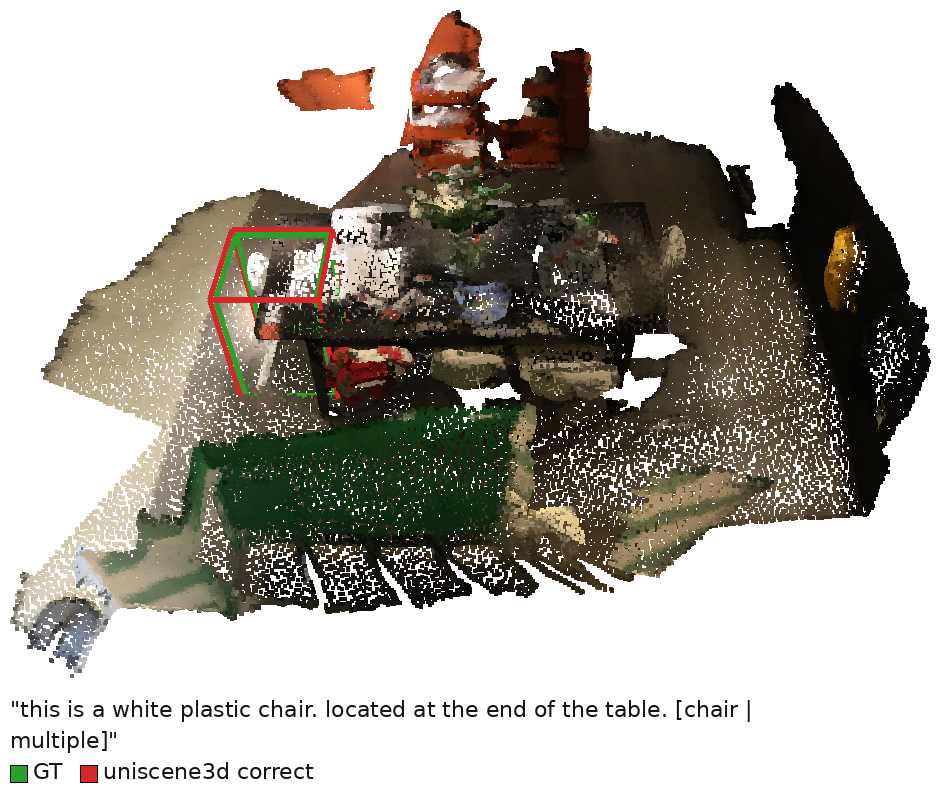 "this is a white plastic chair. located at the end of the table. [chair |
multiple]"
GT uniscene3d correct